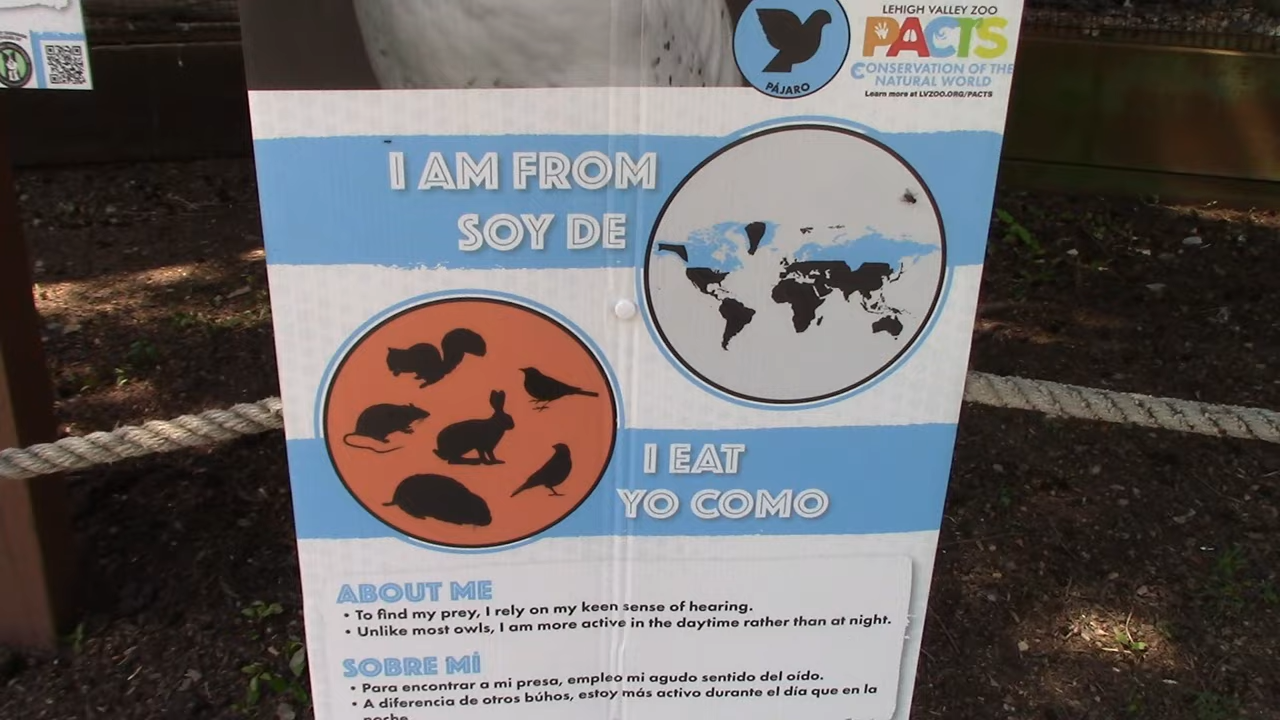 LEHIGH VALLEY ZOO
PACTS
CONSERVATION OF THE
NATURAL WORLD
Learn more at LVZOO.ORG/PACTS
PÁJARO
I AM FROM
SOY DE
I EAT
YO COMO
ABOUT ME
• To find my prey, I rely on my keen sense of hearing.
• Unlike most owls, I am more active in the daytime rather than at night.
SOBRE MÍ
• Para encontrar a mi presa, empleo mi agudo sentido del oído.
• A diferencia de otros búhos, estoy más activo durante el día que en la
noche